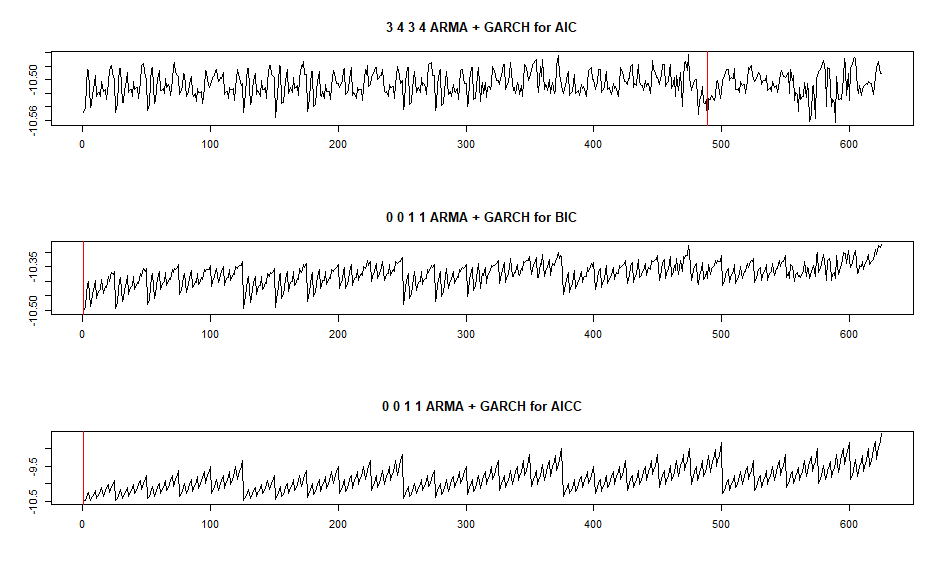 3 4 3 4 ARMA + GARCH for AIC
-10.50
-10.56
0 100 200 300 400 500 600
0 0 1 1 ARMA + GARCH for BIC
-10.35
-10.50
0 100 200 300 400 500 600
0 0 1 1 ARMA + GARCH for AICC
-9.5
-10.5
0 100 200 300 400 500 600